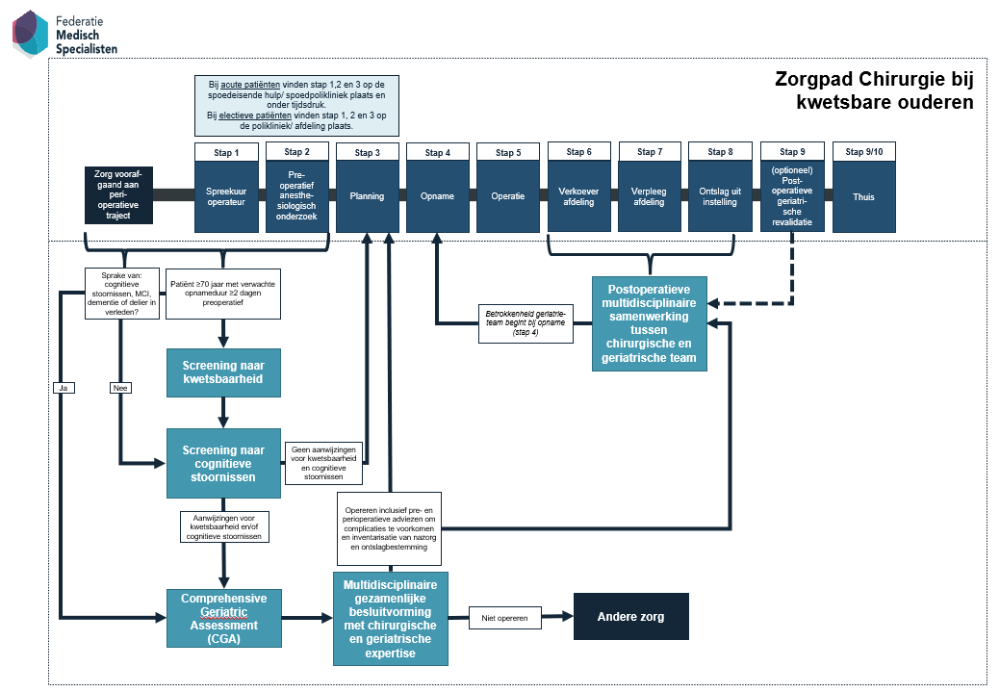 Federatie
Medisch
Specialisten
Zorgpad Chirurgie bij
kwetsbare ouderen
Bij acute patiënten vinden stap 1,2 en 3 op de
spoedeisende hulp/ spoedpolikliniek plaats en
onder tijdsdruk.
Bij electieve patiënten vinden stap 1, 2 en 3 op
de polikliniek/ afdeling plaats.
Zorg vooraf-
gaand aan
peri-
operatieve
traject
Stap 1
Spreekuur
operateur
Stap 2
Pre-
operatief
anesthe-
siologisch
onderzoek
Stap 3
Planning
Stap 4
Opname
Stap 5
Operatie
Stap 6
Verkoever
afdeling
Stap 7
Verpleeg
afdeling
Stap 8
Ontslag uit
instelling
Stap 9
(optioneel)
Post-
operatieve
geriatri-
sche
revalidatie
Stap 9/10
Thuis
Sprake van:
cognitieve
stoornissen, MCI,
dementie of delier in
verleden?
Patiënt ≥70 jaar met verwachte
opnameduur ≥2 dagen
preoperatief
Betrokkenheid geriatrie-
team begint bij opname
(stap 4)
Postoperatieve
multidisciplinaire
samenwerking
tussen
chirurgische en
geriatrische team
Screening naar
kwetsbaarheid
Ja
Nee
Screening naar
cognitieve
stoornissen
Geen aanwijzingen
voor kwetsbaarheid
en cognitieve
stoornissen
Aanwijzingen voor
kwetsbaarheid en/of
cognitieve stoornissen
Opereren inclusief pre- en
perioperatieve adviezen om
complicaties te voorkomen
en inventarisatie van nazorg
en ontslagbestemming
Comprehensive
Geriatric
Assessment
(CGA)
Multidisciplinaire
gezamenlijke
besluitvorming
met chirurgische
en geriatrische
expertise
Niet opereren
Andere zorg